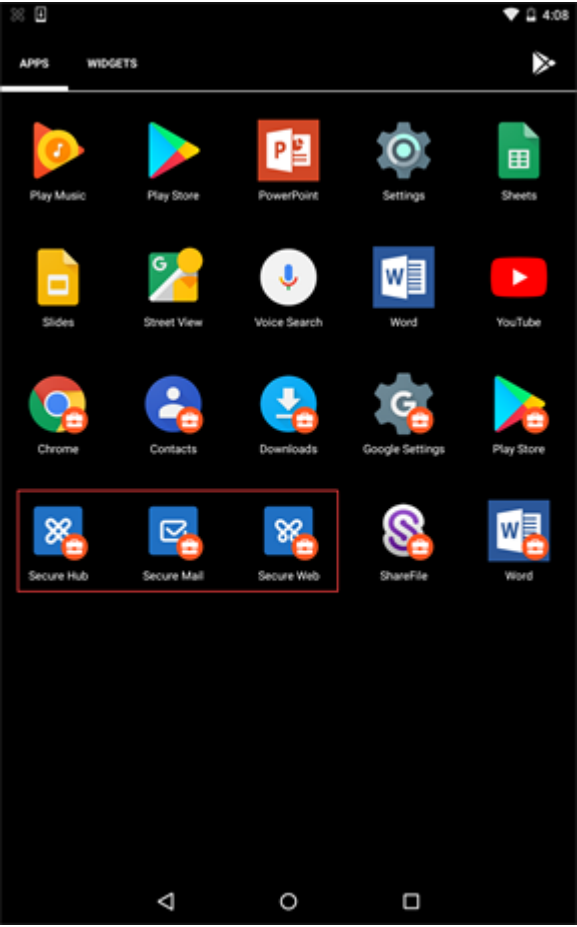 4:08
APPS WIDGETS
Play Music Play Store PowerPoint Settings Sheets
Slides Street View Voice Search Word YouTube
Chrome Contacts Downloads Google Settings Play Store
Secure Hub Secure Mail Secure Web ShareFile Word